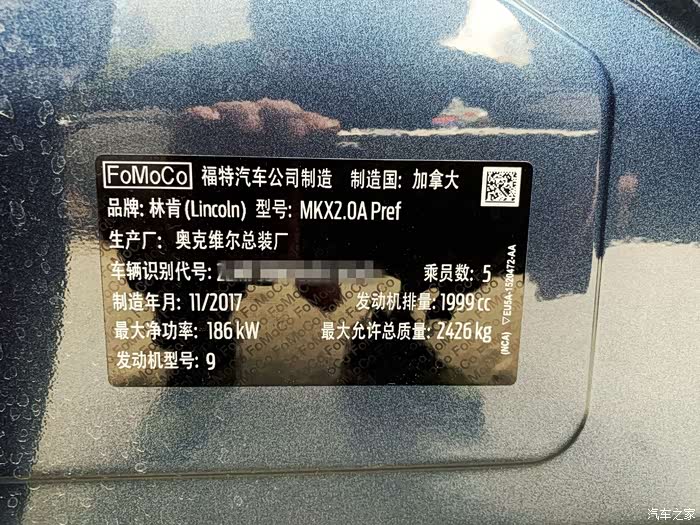 FoMoCo 福特汽车公司制造 制造国: 加拿大
品牌: 林肯(Lincoln) 型号: MKX2.0A Pref
生产厂: 奥克维尔总装厂
车辆识别代号: 乘员数: 5
制造年月: 11/2017 发动机排量: 1999 cc
最大净功率: 186 kW 最大允许总质量: 2426 kg
发动机型号: 9
(NCA) ▽EU5A-1520472-AA
汽车之家